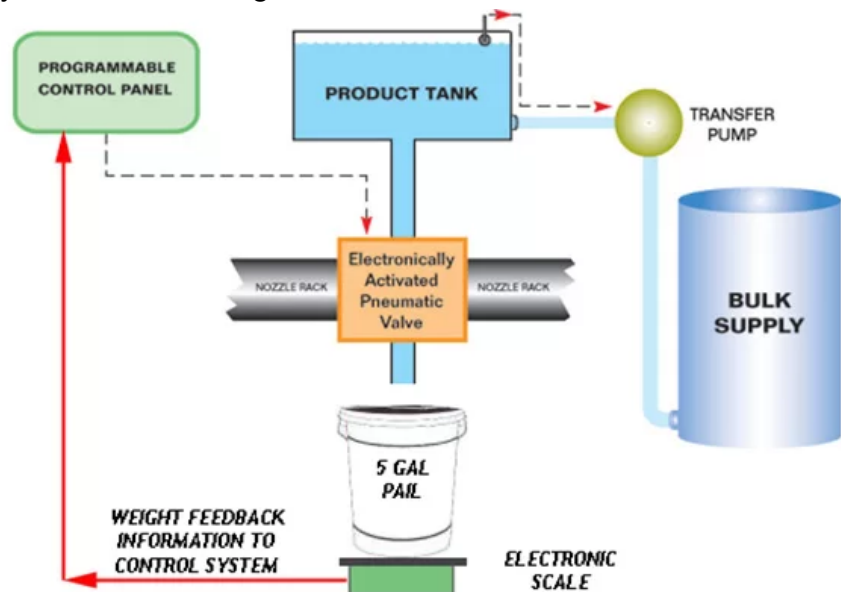 PROGRAMMABLE
CONTROL PANEL
PRODUCT TANK
TRANSFER
PUMP
Electronically
Activated
Pneumatic
Valve
NOZZLE RACK
NOZZLE RACK
BULK
SUPPLY
5 GAL
PAIL
WEIGHT FEEDBACK
INFORMATION TO
CONTROL SYSTEM
ELECTRONIC
SCALE